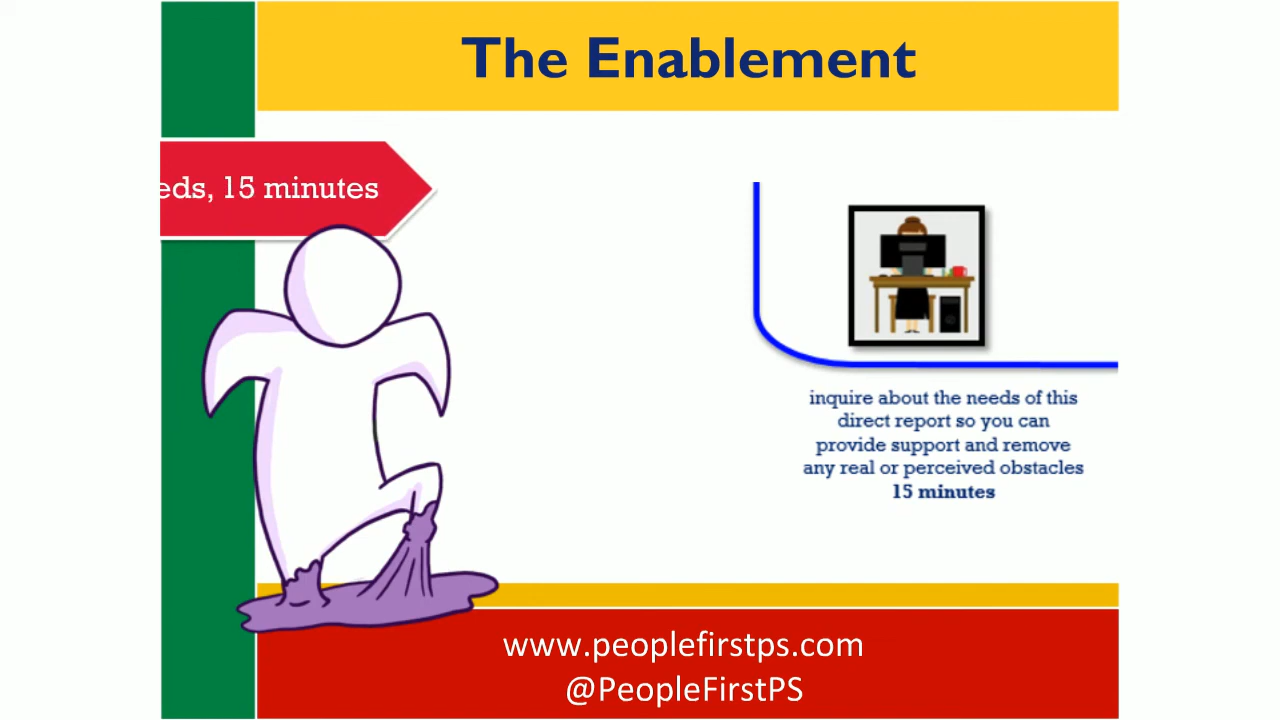 The Enablement
eds, 15 minutes
inquire about the needs of this
direct report so you can
provide support and remove
any real or perceived obstacles
15 minutes
www.peoplefirstps.com
@PeopleFirstPS